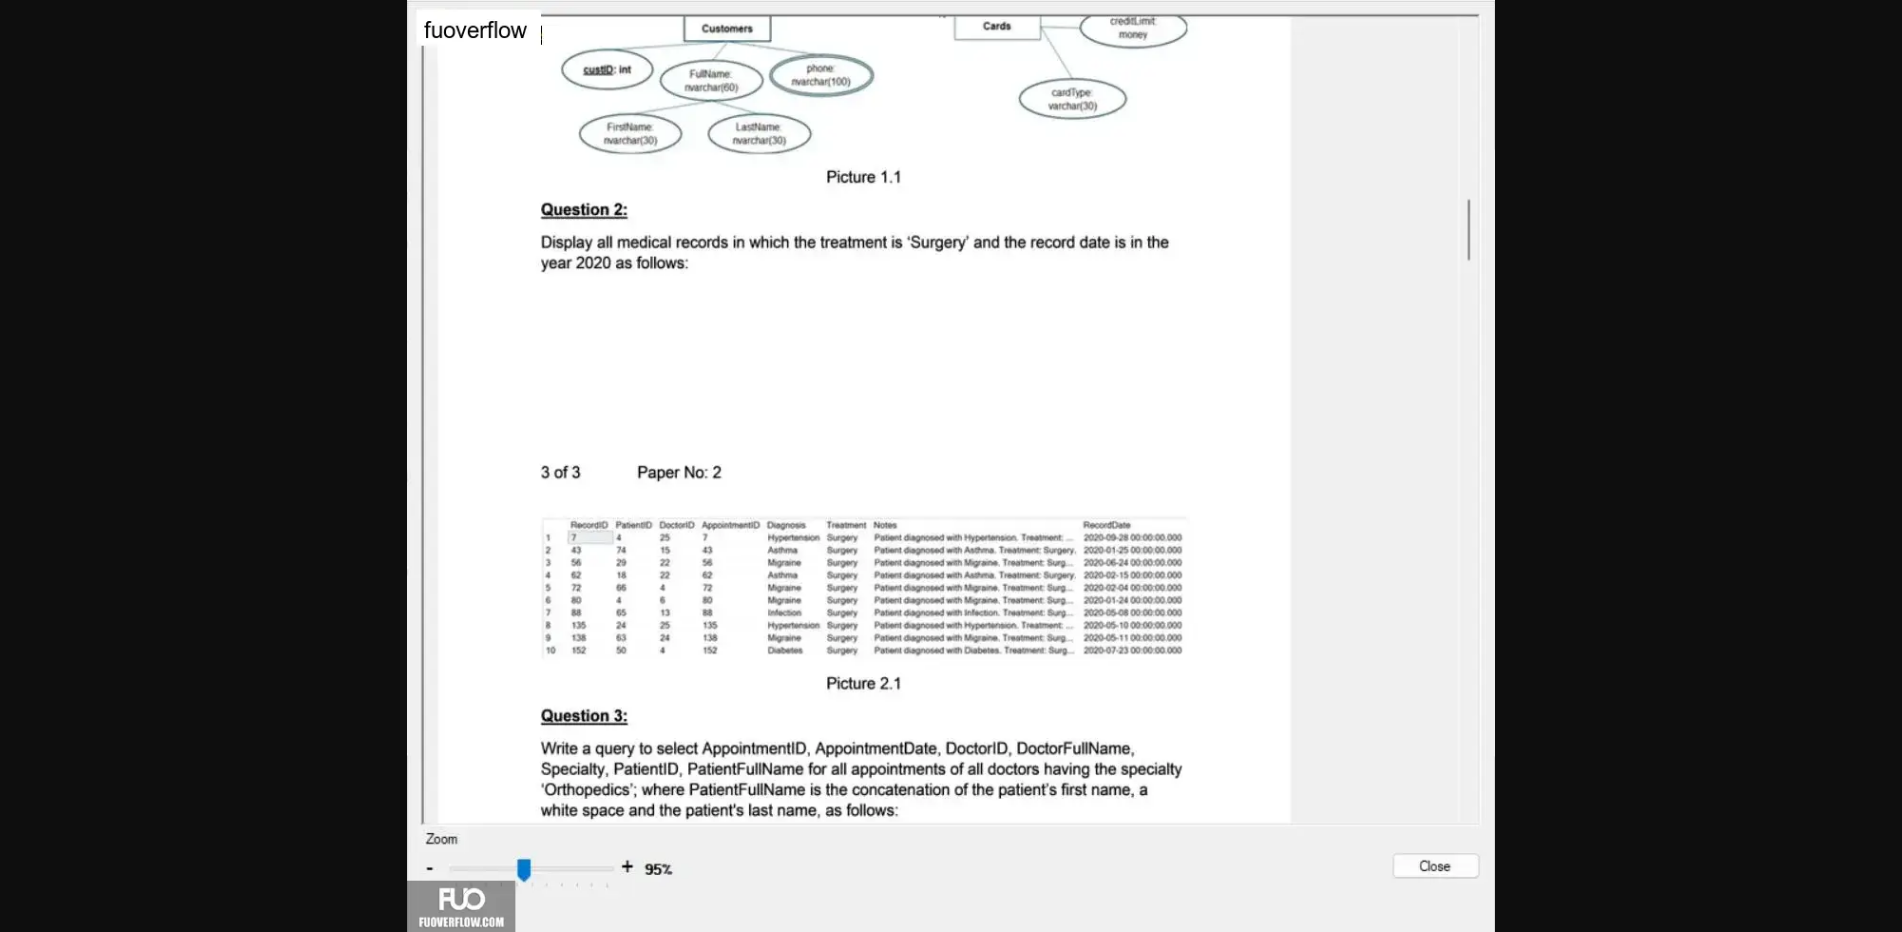 fuoverflow
Customers
Cards
creditLimit:
money
custID: int
FullName:
nvarchar(60)
phone:
nvarchar(100)
cardType:
varchar(30)
FirstName:
nvarchar(30)
LastName:
nvarchar(30)
Picture 1.1
Question 2:
Display all medical records in which the treatment is ‘Surgery’ and the record date is in the
year 2020 as follows:
3 of 3 Paper No: 2
RecordID PatientID DoctorID AppointmentID Diagnosis Treatment Notes RecordDate
1 7 4 25 7 Hypertension Surgery Patient diagnosed with Hypertension. Treatment: ... 2020-09-28 00:00:00.000
2 43 74 15 43 Asthma Surgery Patient diagnosed with Asthma. Treatment: Surgery. 2020-01-25 00:00:00.000
3 56 29 22 56 Migraine Surgery Patient diagnosed with Migraine. Treatment: Surg... 2020-06-24 00:00:00.000
4 62 18 22 62 Asthma Surgery Patient diagnosed with Asthma. Treatment: Surgery. 2020-02-15 00:00:00.000
5 72 66 4 72 Migraine Surgery Patient diagnosed with Migraine. Treatment: Surg... 2020-02-04 00:00:00.000
6 80 4 6 80 Migraine Surgery Patient diagnosed with Migraine. Treatment: Surg... 2020-01-24 00:00:00.000
7 88 65 13 88 Infection Surgery Patient diagnosed with Infection. Treatment: Surg... 2020-05-08 00:00:00.000
8 135 24 25 135 Hypertension Surgery Patient diagnosed with Hypertension. Treatment: ... 2020-05-10 00:00:00.000
9 138 63 24 138 Migraine Surgery Patient diagnosed with Migraine. Treatment: Surg... 2020-05-11 00:00:00.000
10 152 50 4 152 Diabetes Surgery Patient diagnosed with Diabetes. Treatment: Surg... 2020-07-23 00:00:00.000
Picture 2.1
Question 3:
Write a query to select AppointmentID, AppointmentDate, DoctorID, DoctorFullName,
Specialty, PatientID, PatientFullName for all appointments of all doctors having the specialty
‘Orthopedics’; where PatientFullName is the concatenation of the patient’s first name, a
white space and the patient's last name, as follows:
Zoom
- + 95%
Close
FUO
FUOVERFLOW.COM